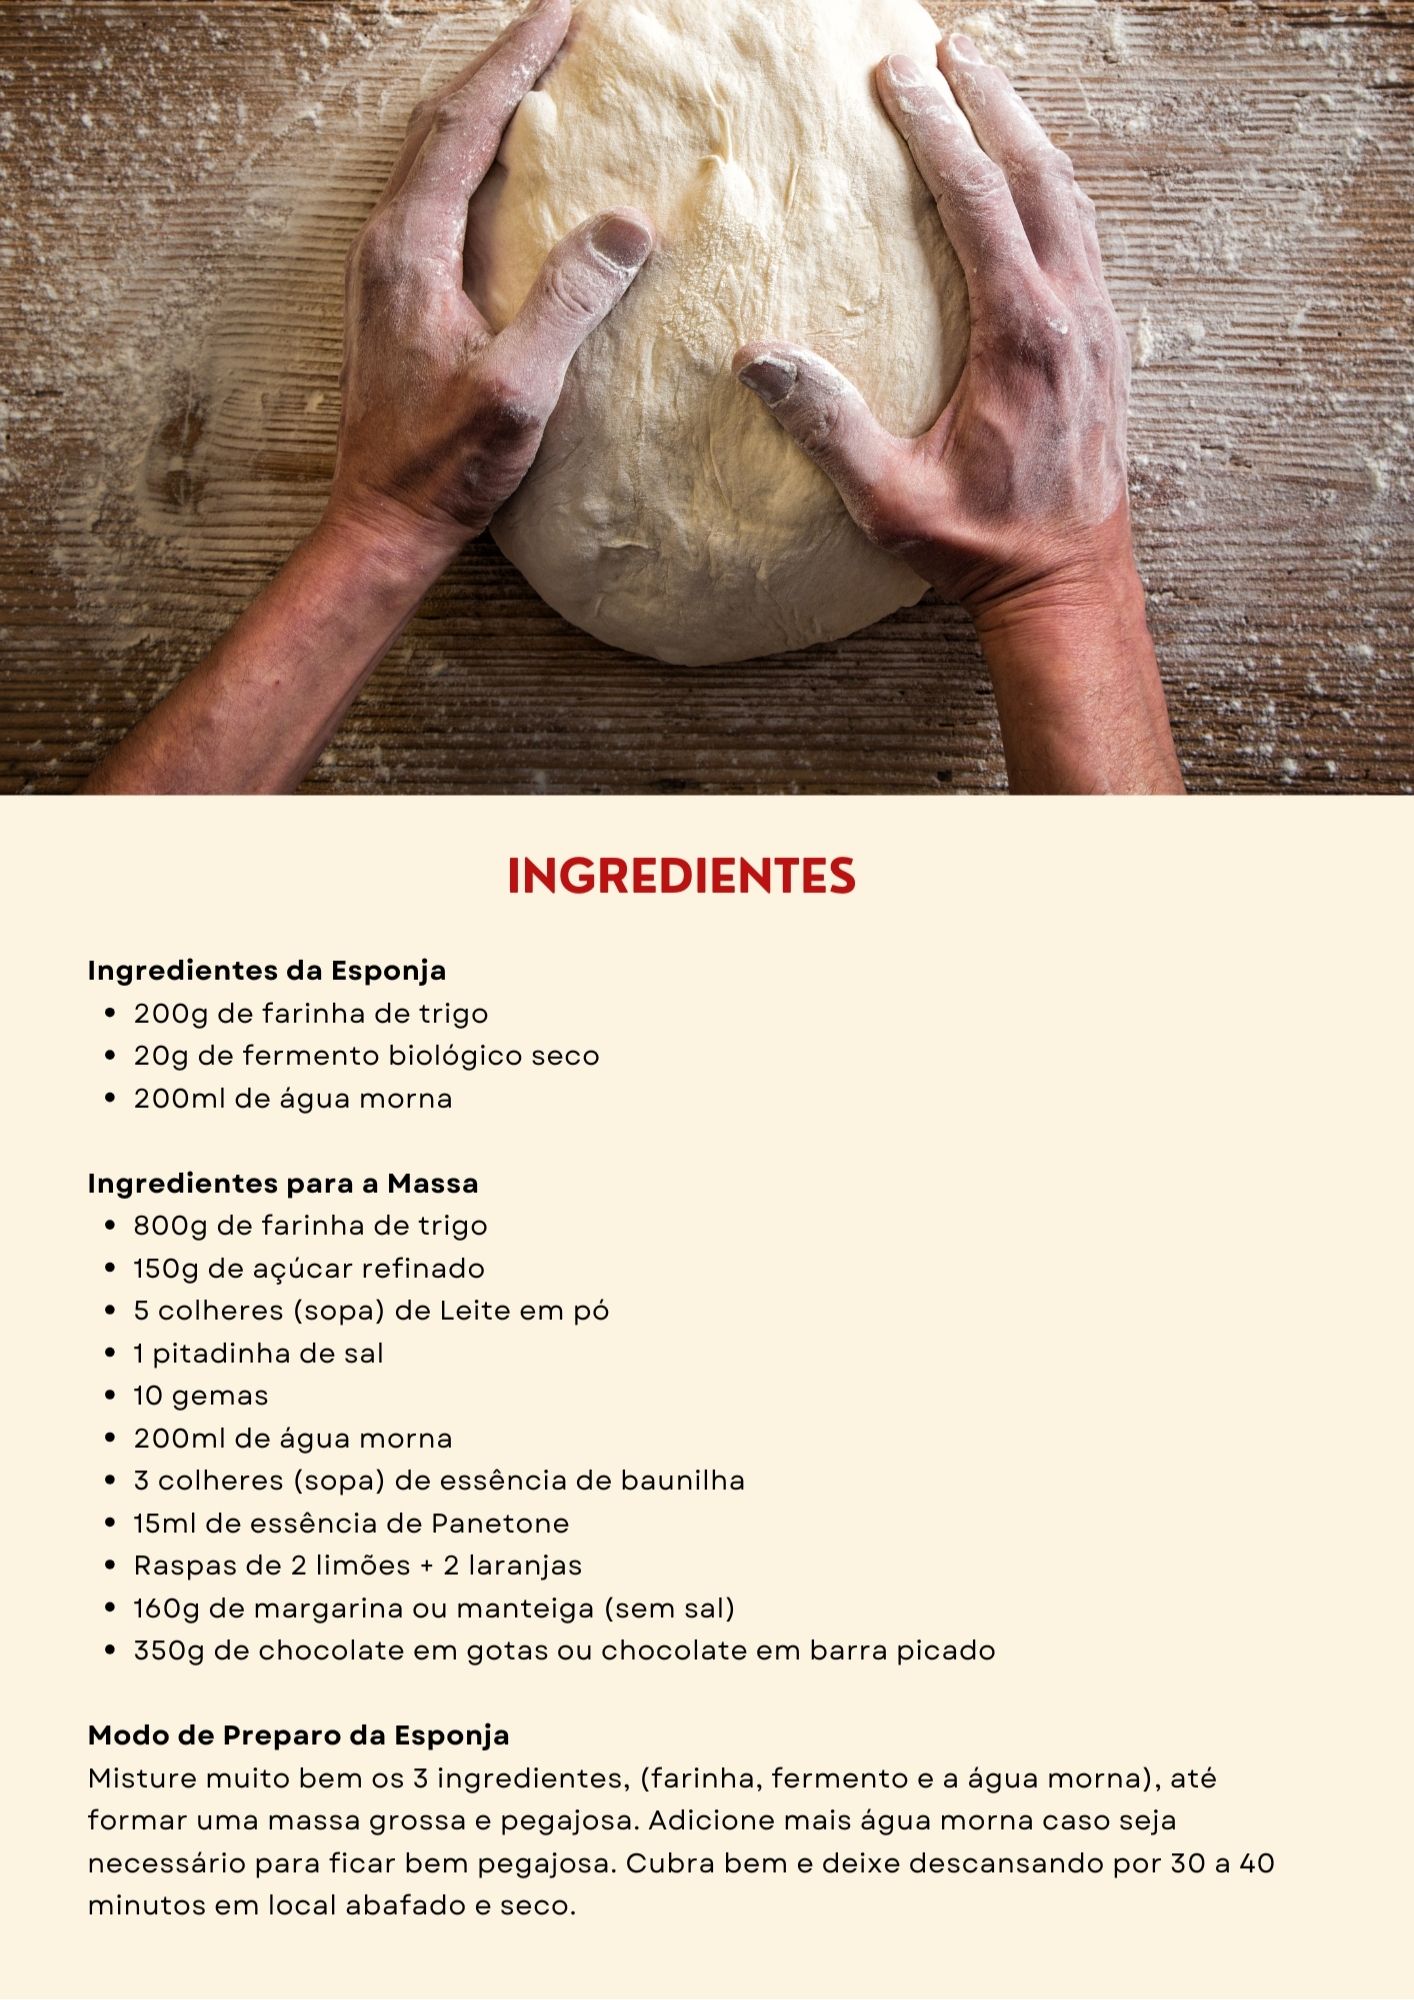 INGREDIENTES
Ingredientes da Esponja
• 200g de farinha de trigo
• 20g de fermento biológico seco
• 200ml de água morna
Ingredientes para a Massa
• 800g de farinha de trigo
• 150g de açúcar refinado
• 5 colheres (sopa) de Leite em pó
• 1 pitadinha de sal
• 10 gemas
• 200ml de água morna
• 3 colheres (sopa) de essência de baunilha
• 15ml de essência de Panetone
• Raspas de 2 limões + 2 laranjas
• 160g de margarina ou manteiga (sem sal)
• 350g de chocolate em gotas ou chocolate em barra picado
Modo de Preparo da Esponja
Misture muito bem os 3 ingredientes, (farinha, fermento e a água morna), até
formar uma massa grossa e pegajosa. Adicione mais água morna caso seja
necessário para ficar bem pegajosa. Cubra bem e deixe descansando por 30 a 40
minutos em local abafado e seco.